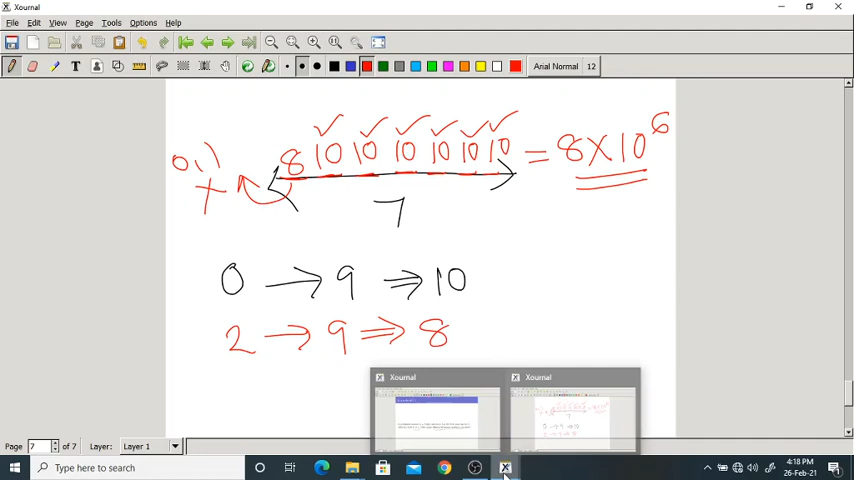 Xournal
File Edit View Page Tools Options Help
Arial Normal 12
0,1
8 10 10 10 10 10 10 = 8×10^6
7
0 → 9 ⇒ 10
2 → 9 ⇒ 8
Xournal Xournal
Page 7 of 7 Layer: Layer 1
Type here to search
4:18 PM
26-Feb-21